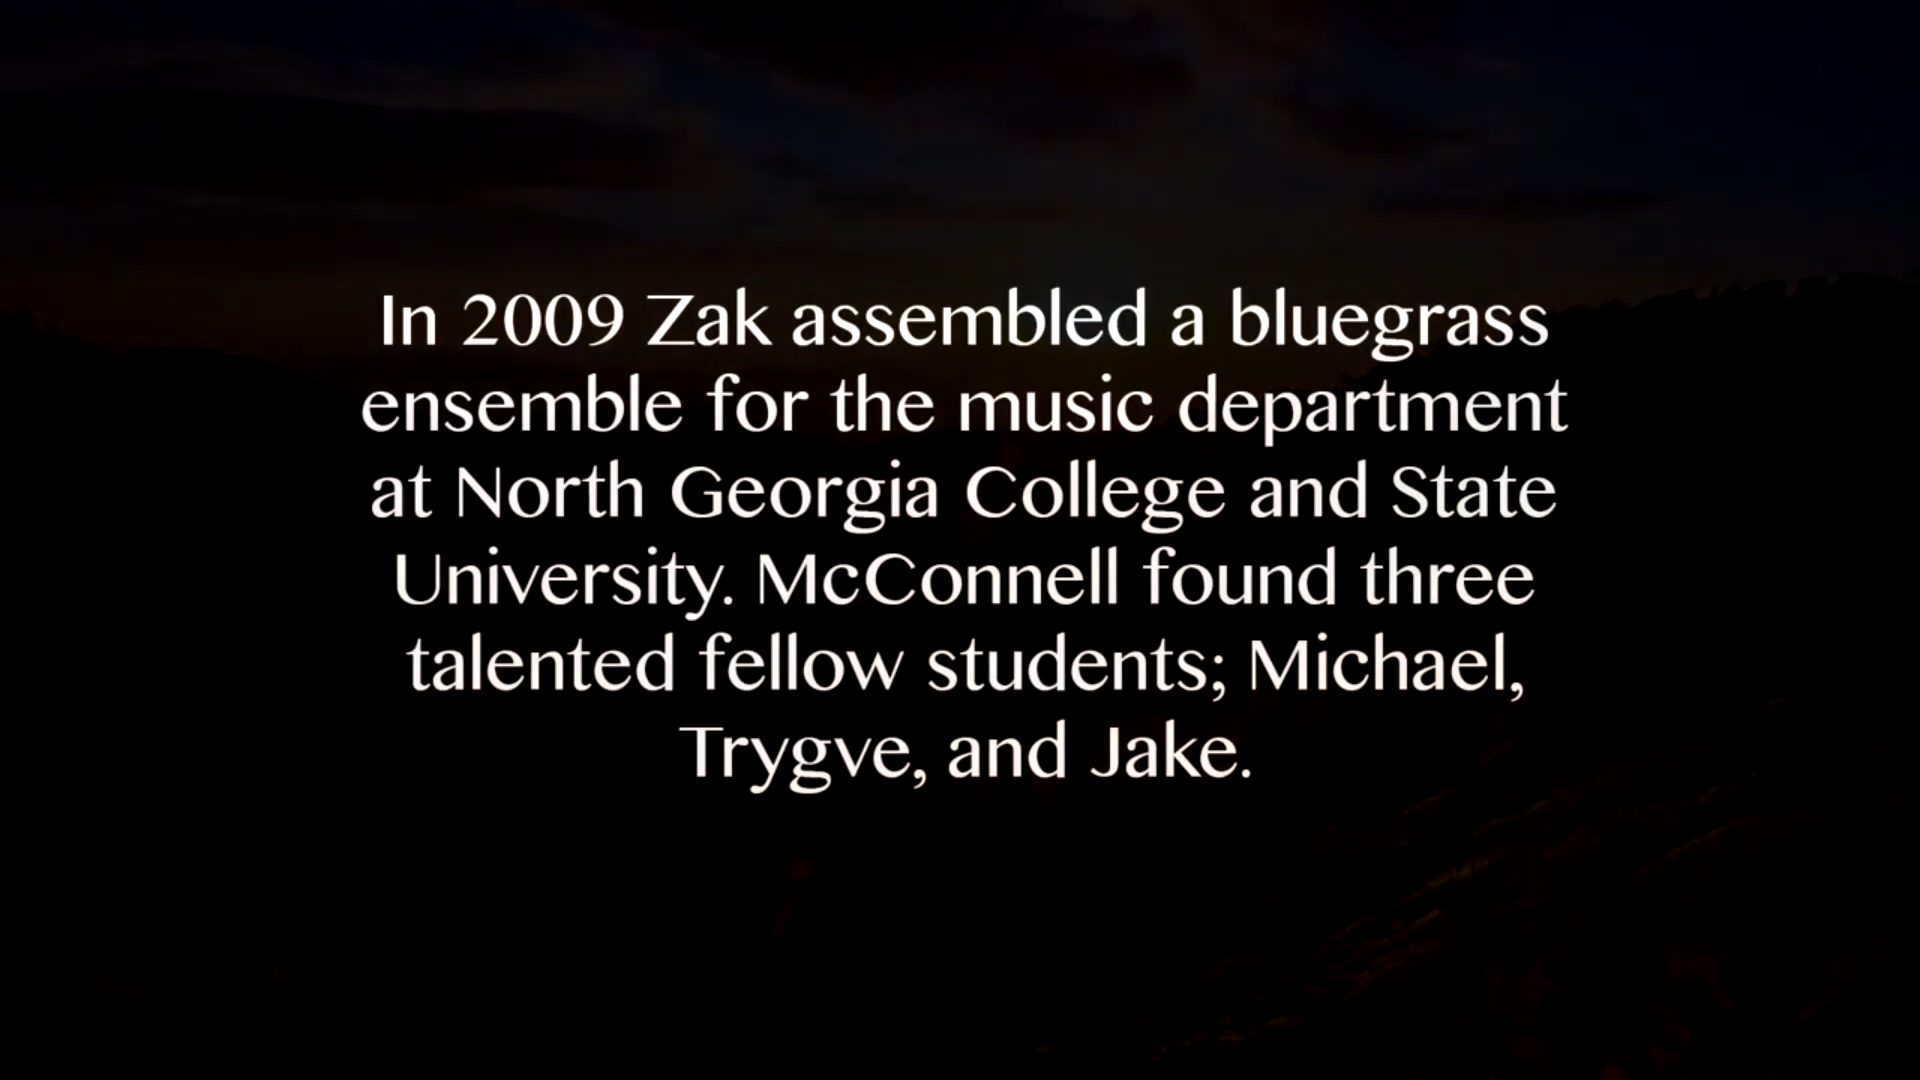 In 2009 Zak assembled a bluegrass
ensemble for the music department
at North Georgia College and State
University. McConnell found three
talented fellow students; Michael,
Trygve, and Jake.